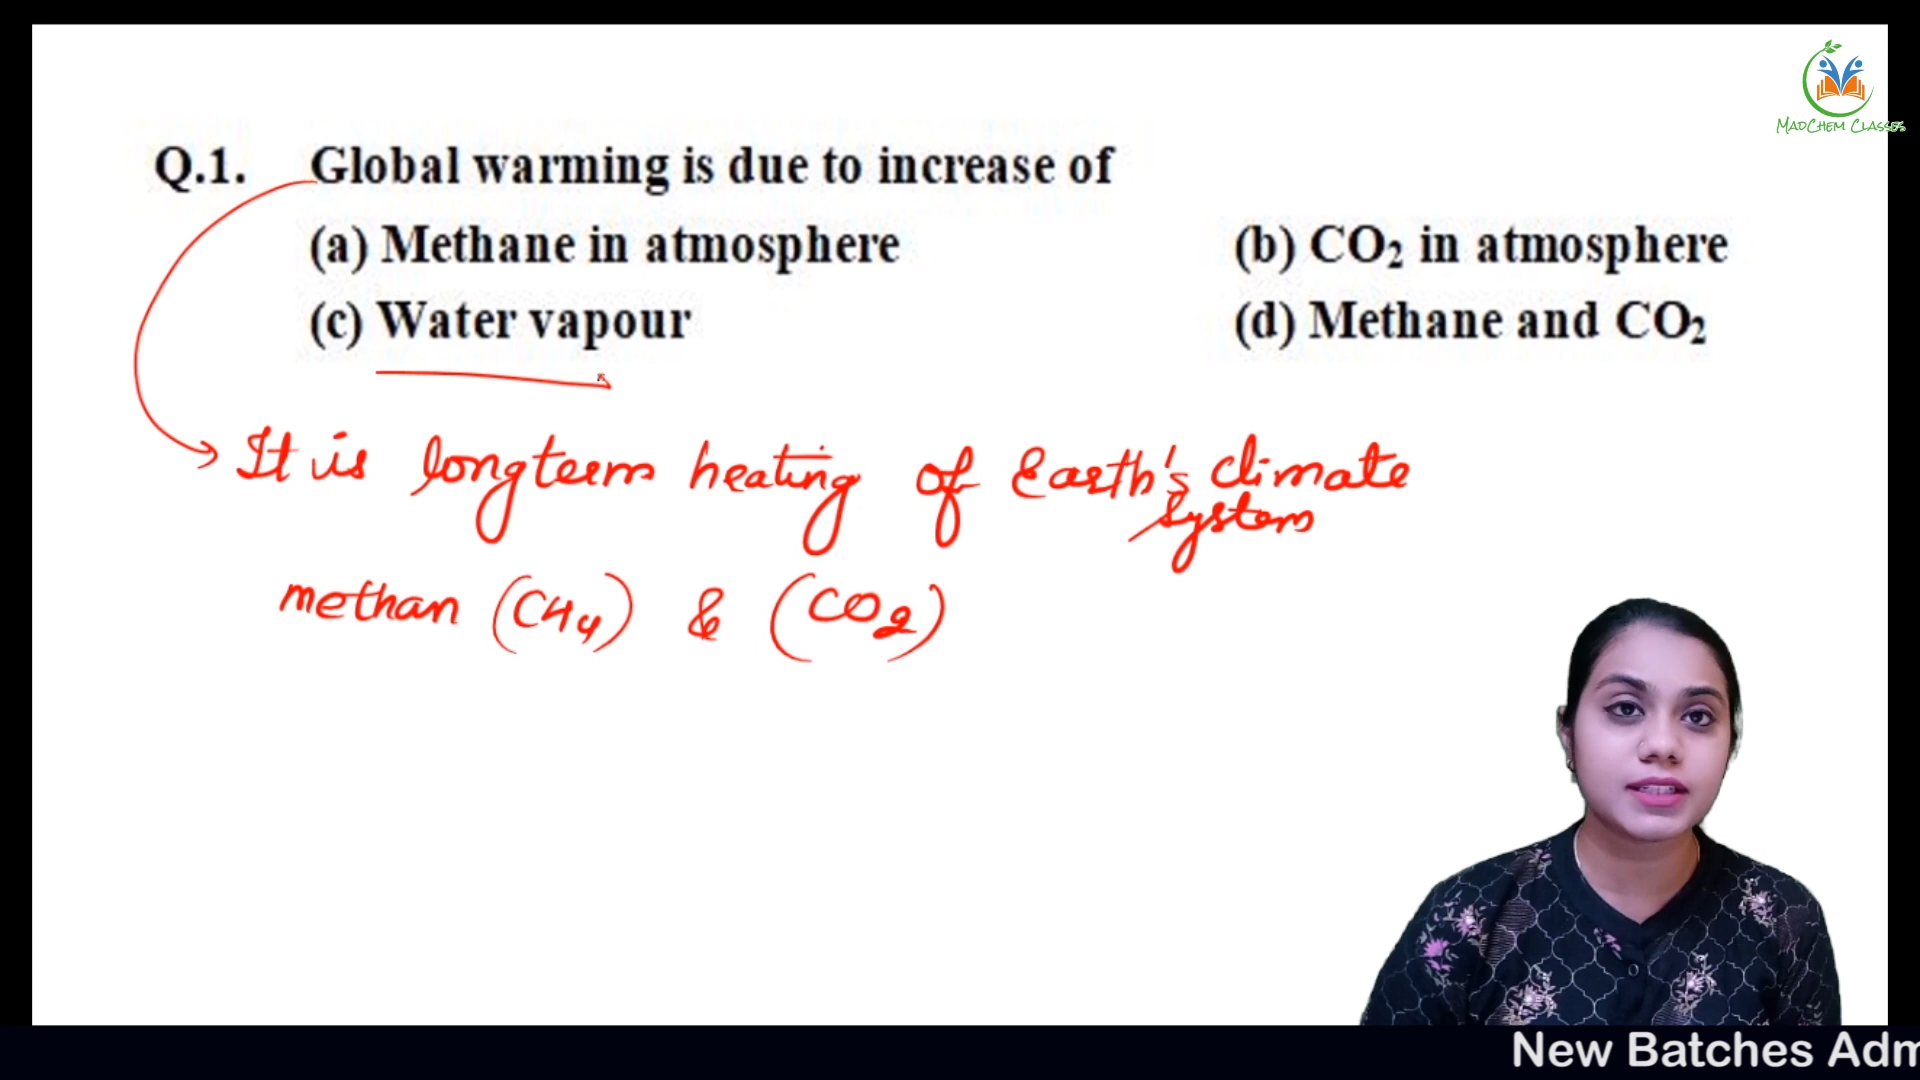 MADCHEM CLASSES
Q.1. Global warming is due to increase of
(a) Methane in atmosphere (b) CO₂ in atmosphere
(c) Water vapour (d) Methane and CO₂
It is longterm heating of Earth's climate
system
methan (CH₄) & (CO₂)
New Batches Adm